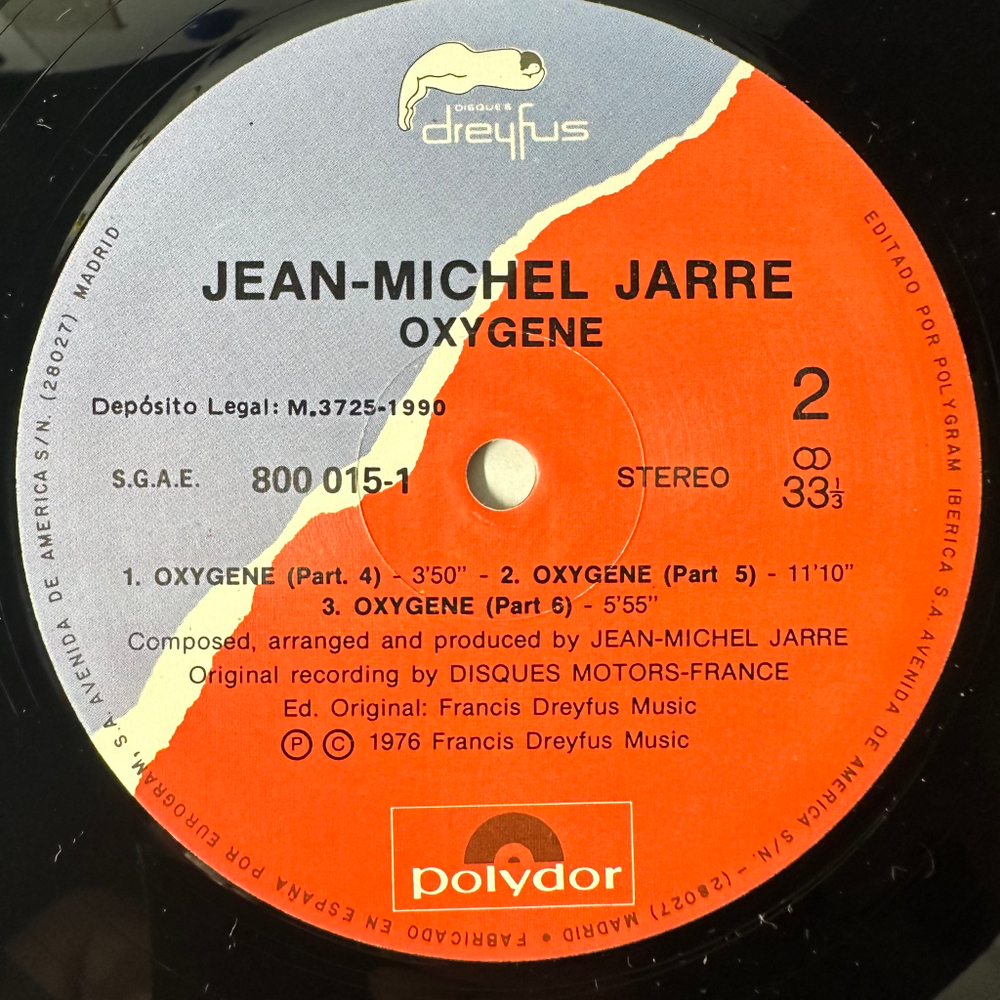 DISQUES
dreyfus
JEAN-MICHEL JARRE
OXYGENE
Depósito Legal: M.3725-1990
2
S.G.A.E.
800 015-1
STEREO
33⅓
1. OXYGENE (Part. 4) - 3'50" - 2. OXYGENE (Part 5) - 11'10"
3. OXYGENE (Part 6) - 5'55"
Composed, arranged and produced by JEAN-MICHEL JARRE
Original recording by DISQUES MOTORS-FRANCE
Ed. Original: Francis Dreyfus Music
Ⓟ Ⓒ 1976 Francis Dreyfus Music
polydor
EDITADO POR POLYGRAM IBERICA S.A. AVENIDA DE AMERICA S/N. - (28027) MADRID • FABRICADO EN ESPAÑA POR EUROGRAM, S.A. AVENIDA DE AMERICA S/N. (28027) MADRID